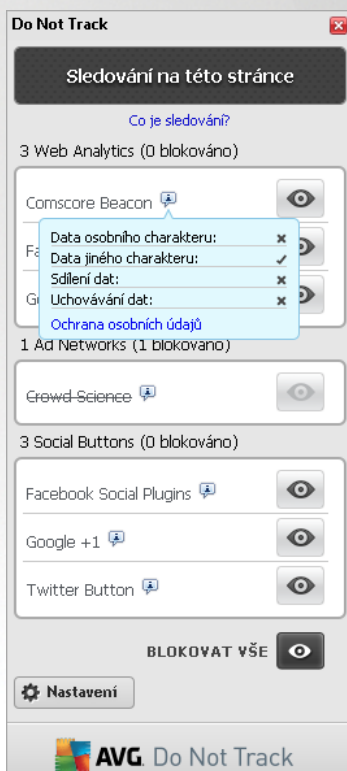 Do Not Track
Sledování na této stránce
Co je sledování?
3 Web Analytics (0 blokováno)
Comscore Beacon
Data osobního charakteru:
Data jiného charakteru:
Sdílení dat:
Uchovávání dat:
Ochrana osobních údajů
1 Ad Networks (1 blokováno)
Crowd Science
3 Social Buttons (0 blokováno)
Facebook Social Plugins
Google +1
Twitter Button
BLOKOVAT VŠE
Nastavení
AVG. Do Not Track